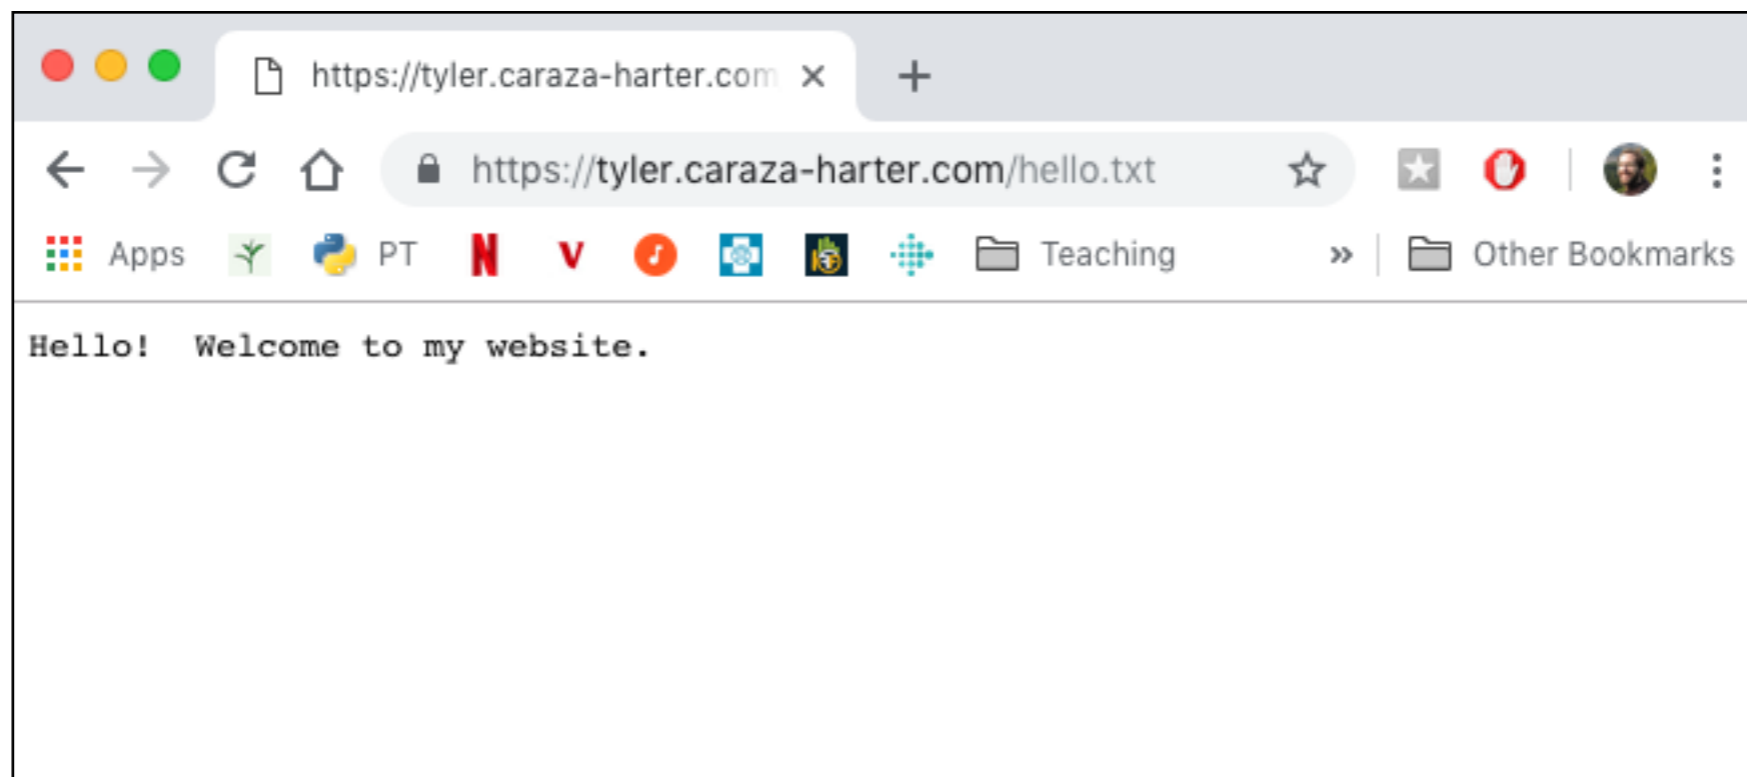 https://tyler.caraza-harter.com
https://tyler.caraza-harter.com/hello.txt
Apps PT N V Teaching » Other Bookmarks
Hello!  Welcome to my website.